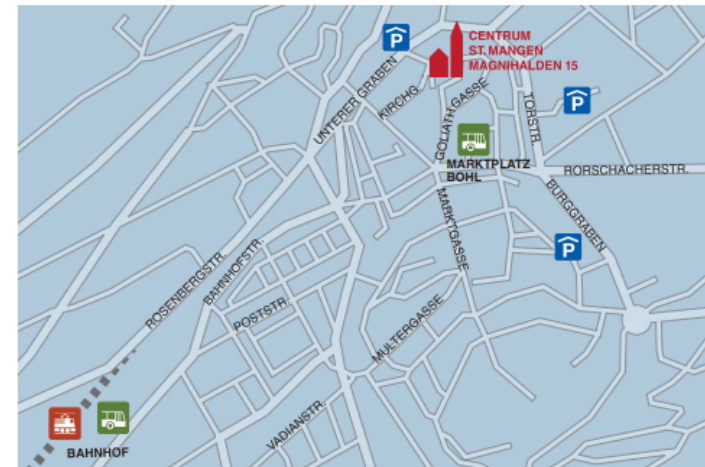 P
CENTRUM
ST. MANGEN
MAGNIHALDEN 15
UNTERER GRABEN
KIRCHG
GOLIATHGASSE
TORSTR.
P
MARKTPLATZ
BOHL
RORSCHACHERSTR.
BURGGRABEN
MARKTGASSE
P
ROSENBERGSTR.
BAHNHOFSTR.
POSTSTR.
MULTERGASSE
VADIANSTR.
BAHNHOF